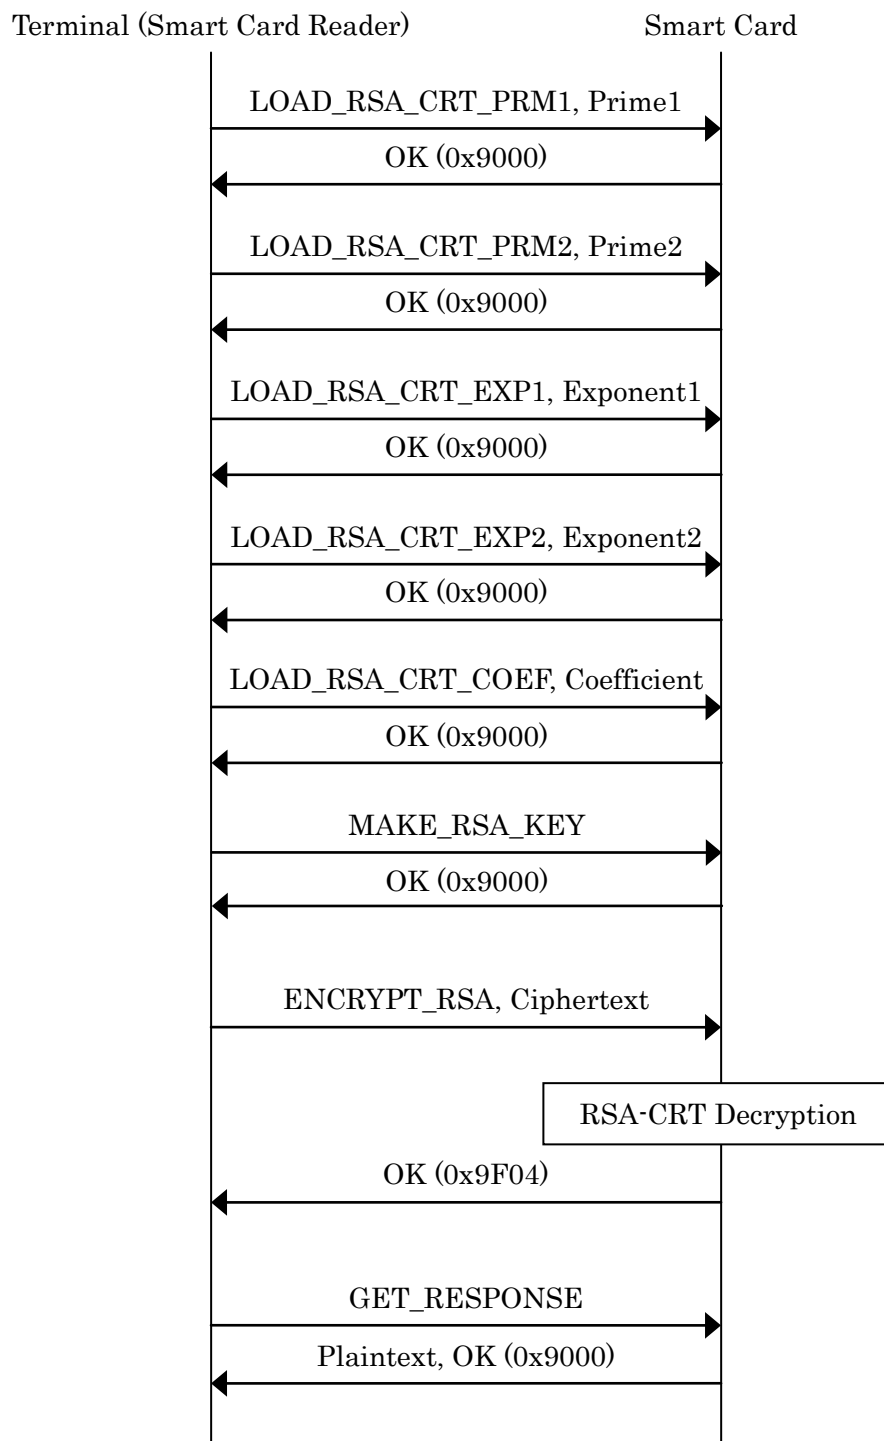 Terminal (Smart Card Reader) Smart Card
LOAD_RSA_CRT_PRM1, Prime1
OK (0x9000)
LOAD_RSA_CRT_PRM2, Prime2
OK (0x9000)
LOAD_RSA_CRT_EXP1, Exponent1
OK (0x9000)
LOAD_RSA_CRT_EXP2, Exponent2
OK (0x9000)
LOAD_RSA_CRT_COEF, Coefficient
OK (0x9000)
MAKE_RSA_KEY
OK (0x9000)
ENCRYPT_RSA, Ciphertext
RSA-CRT Decryption
OK (0x9F04)
GET_RESPONSE
Plaintext, OK (0x9000)